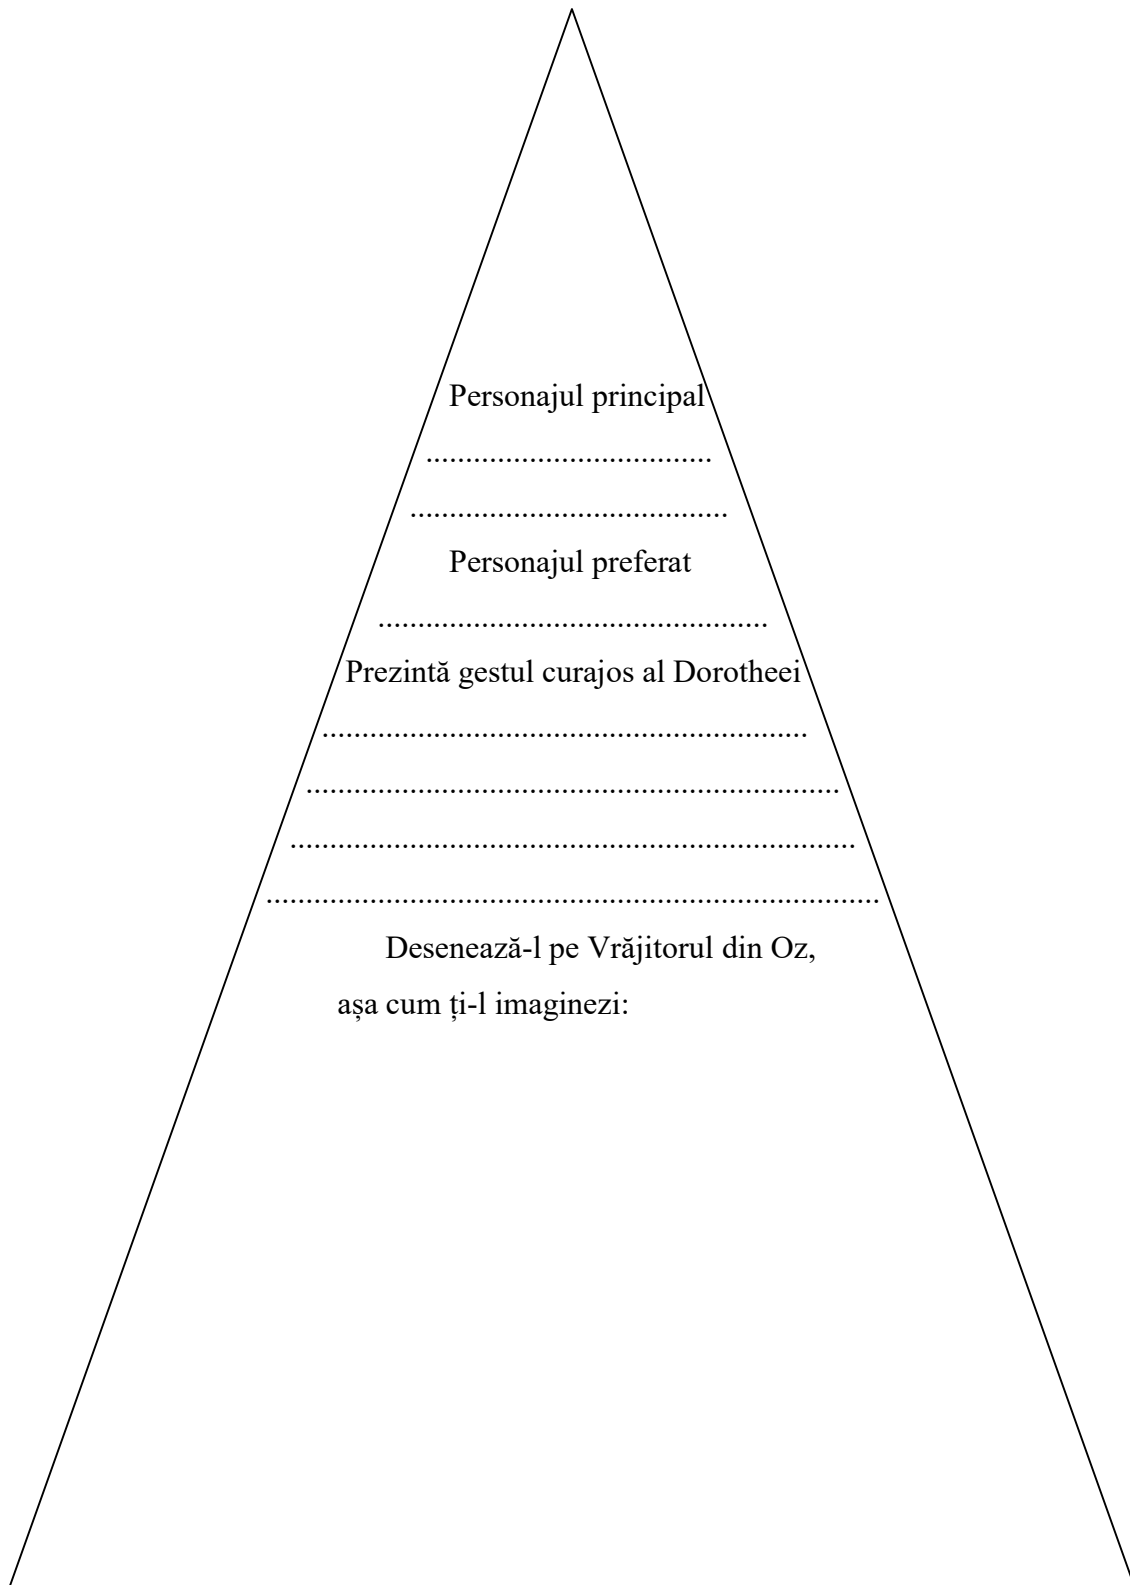 Personajul principal
....................................
........................................
Personajul preferat
.................................................
Prezintă gestul curajos al Dorotheei
.............................................................
...................................................................
.......................................................................
.............................................................................
Desenează-l pe Vrăjitorul din Oz,
așa cum ți-l imaginezi: